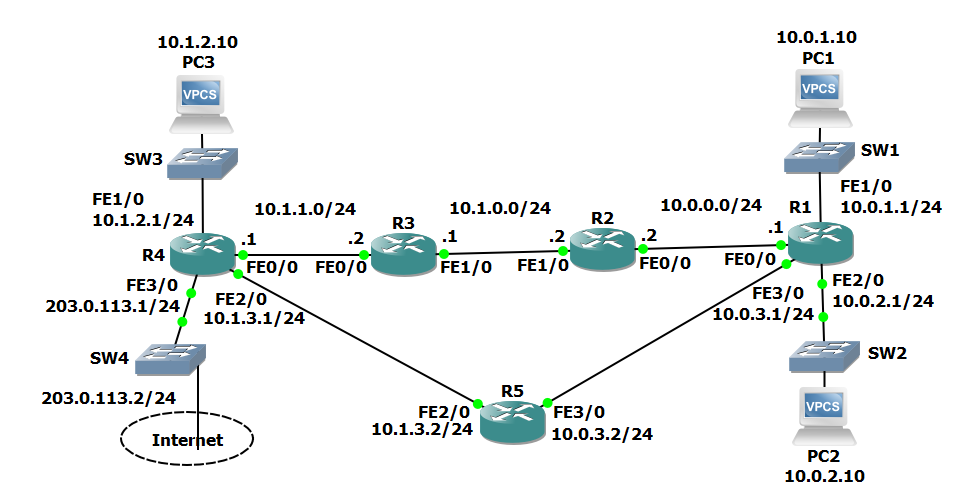 10.1.2.10
PC3
VPCS
SW3
FE1/0
10.1.2.1/24
R4
.1
FE0/0
10.1.1.0/24
.2
FE0/0
R3
.1
FE1/0
10.1.0.0/24
.2
FE1/0
R2
.2
FE0/0
10.0.0.0/24
.1
FE0/0
10.0.1.10
PC1
VPCS
SW1
FE1/0
R1
10.0.1.1/24
FE3/0
203.0.113.1/24
FE2/0
10.1.3.1/24
SW4
203.0.113.2/24
Internet
R5
FE2/0
10.1.3.2/24
FE3/0
10.0.3.2/24
FE3/0
10.0.3.1/24
FE2/0
10.0.2.1/24
SW2
VPCS
PC2
10.0.2.10